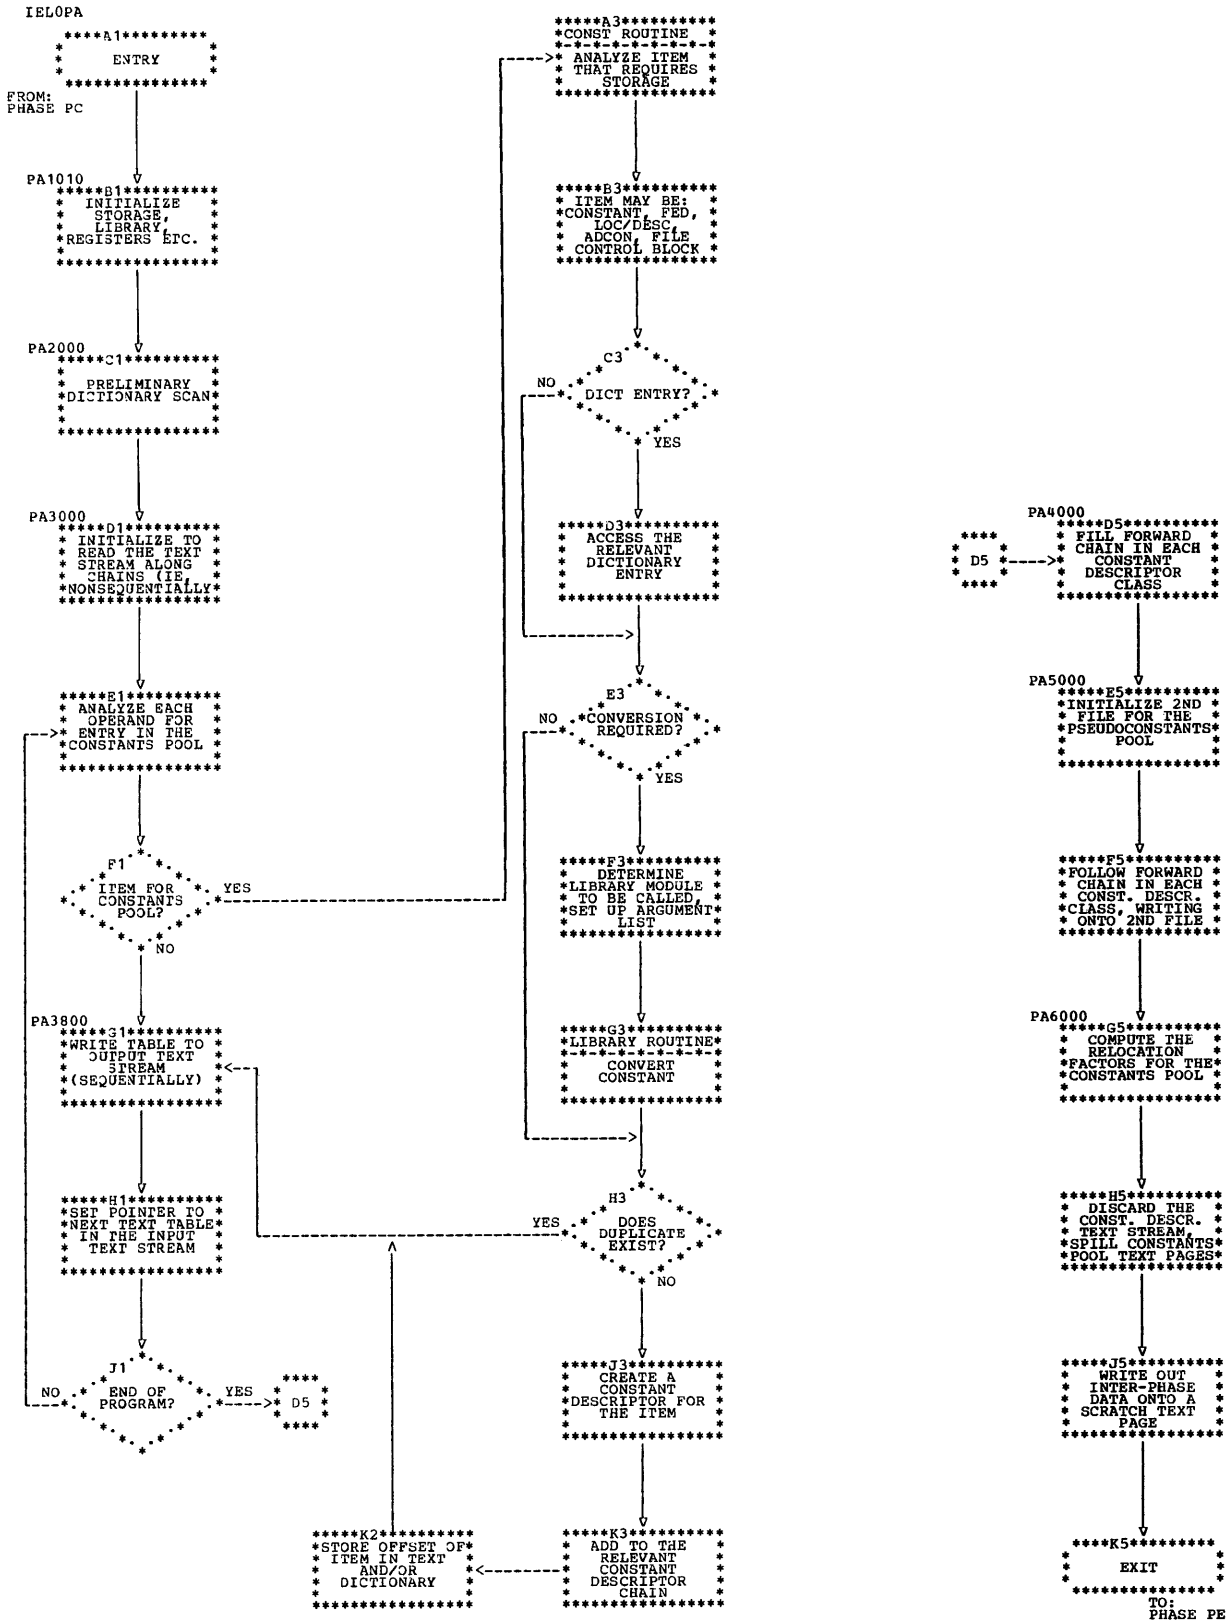 IEL0PA
A1
ENTRY
FROM:
PHASE PC
PA1010
B1
INITIALIZE
STORAGE,
LIBRARY,
REGISTERS ETC.
PA2000
C1
PRELIMINARY
DICTIONARY SCAN
PA3000
D1
INITIALIZE TO
READ THE TEXT
STREAM ALONG
CHAINS (IE,
NONSEQUENTIALLY
E1
ANALYZE EACH
OPERAND FOR
ENTRY IN THE
CONSTANTS POOL
F1
ITEM FOR
CONSTANTS
POOL?
YES
NO
PA3800
G1
WRITE TABLE TO
OUTPUT TEXT
STREAM
(SEQUENTIALLY)
H1
SET POINTER TO
NEXT TEXT TABLE
IN THE INPUT
TEXT STREAM
J1
END OF
PROGRAM?
NO
YES
D5
A3
CONST ROUTINE
ANALYZE ITEM
THAT REQUIRES
STORAGE
B3
ITEM MAY BE:
CONSTANT, FED,
LOC/DESC,
ADCON, FILE
CONTROL BLOCK
C3
NO
DICT ENTRY?
YES
D3
ACCESS THE
RELEVANT
DICTIONARY
ENTRY
E3
NO
CONVERSION
REQUIRED?
YES
F3
DETERMINE
LIBRARY MODULE
TO BE CALLED,
SET UP ARGUMENT
LIST
G3
LIBRARY ROUTINE
CONVERT
CONSTANT
H3
YES
DOES
DUPLICATE
EXIST?
NO
J3
CREATE A
CONSTANT
DESCRIPTOR FOR
THE ITEM
K3
ADD TO THE
RELEVANT
CONSTANT
DESCRIPTOR
CHAIN
K2
STORE OFFSET OF
ITEM IN TEXT
AND/OR
DICTIONARY
D5
PA4000
D5
FILL FORWARD
CHAIN IN EACH
CONSTANT
DESCRIPTOR
CLASS
PA5000
E5
INITIALIZE 2ND
FILE FOR THE
PSEUDOCONSTANTS
POOL
F5
FOLLOW FORWARD
CHAIN IN EACH
CONST. DESCR.
CLASS, WRITING
ONTO 2ND FILE
PA6000
G5
COMPUTE THE
RELOCATION
FACTORS FOR THE
CONSTANTS POOL
H5
DISCARD THE
CONST. DESCR.
TEXT STREAM,
SPILL CONSTANTS
POOL TEXT PAGES
J5
WRITE OUT
INTER-PHASE
DATA ONTO A
SCRATCH TEXT
PAGE
K5
EXIT
TO:
PHASE PE